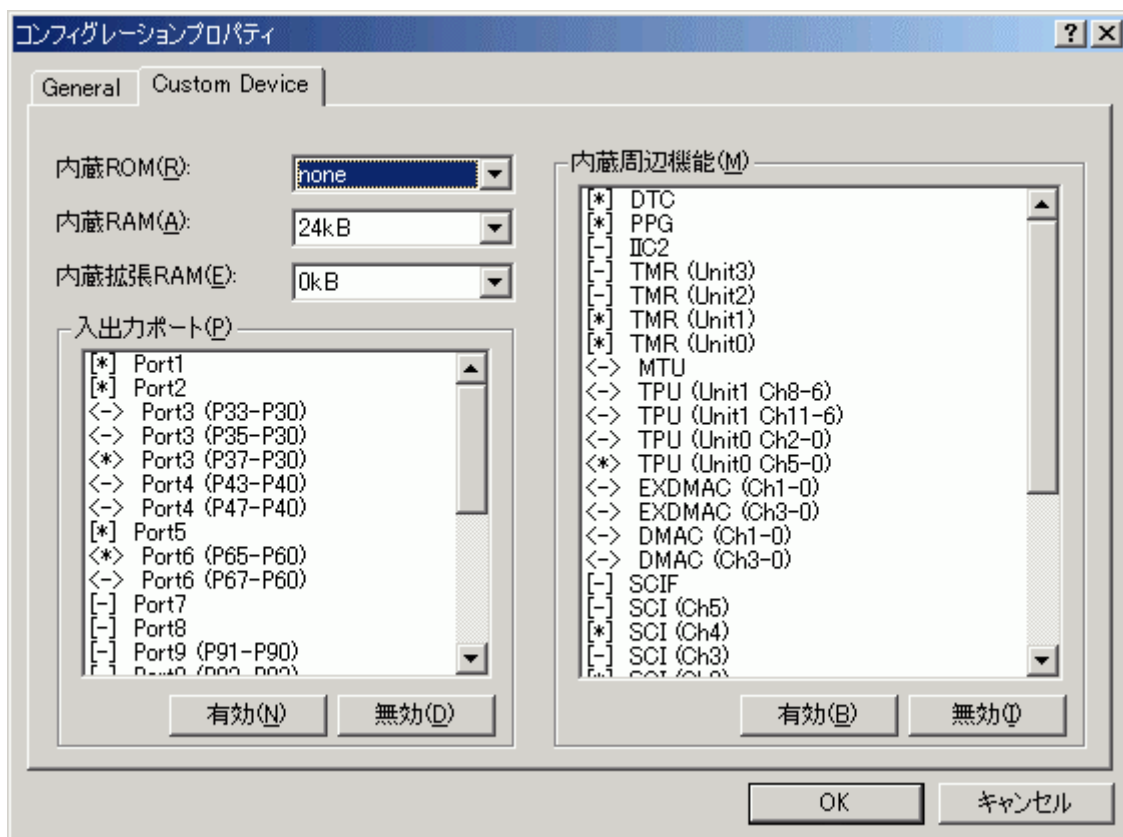 コンフィグレーションプロパティ
General
Custom Device
内蔵ROM(R):
none
内蔵RAM(A):
24kB
内蔵拡張RAM(E):
0kB
入出力ポート(P)
[*] Port1
[*] Port2
<-> Port3 (P33-P30)
<-> Port3 (P35-P30)
<*> Port3 (P37-P30)
<-> Port4 (P43-P40)
<-> Port4 (P47-P40)
[*] Port5
<*> Port6 (P65-P60)
<-> Port6 (P67-P60)
[-] Port7
[-] Port8
[-] Port9 (P91-P90)
有効(N)
無効(D)
内蔵周辺機能(M)
[*] DTC
[*] PPG
[-] IIC2
[-] TMR (Unit3)
[-] TMR (Unit2)
[*] TMR (Unit1)
[*] TMR (Unit0)
<-> MTU
<-> TPU (Unit1 Ch8-6)
<-> TPU (Unit1 Ch11-6)
<-> TPU (Unit0 Ch2-0)
<*> TPU (Unit0 Ch5-0)
<-> EXDMAC (Ch1-0)
<-> EXDMAC (Ch3-0)
<-> DMAC (Ch1-0)
<-> DMAC (Ch3-0)
[-] SCIF
[-] SCI (Ch5)
[*] SCI (Ch4)
[-] SCI (Ch3)
有効(B)
無効(I)
OK
キャンセル